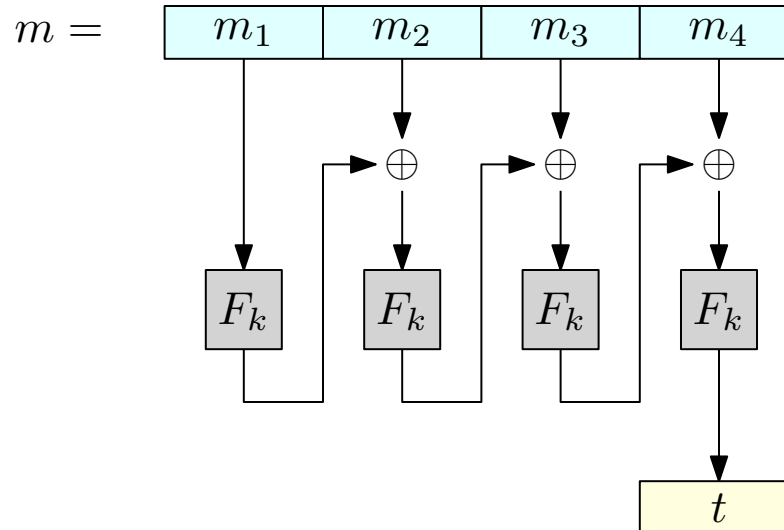 m = m₁ m₂ m₃ m₄
⊕ ⊕ ⊕
Fₖ Fₖ Fₖ Fₖ
t